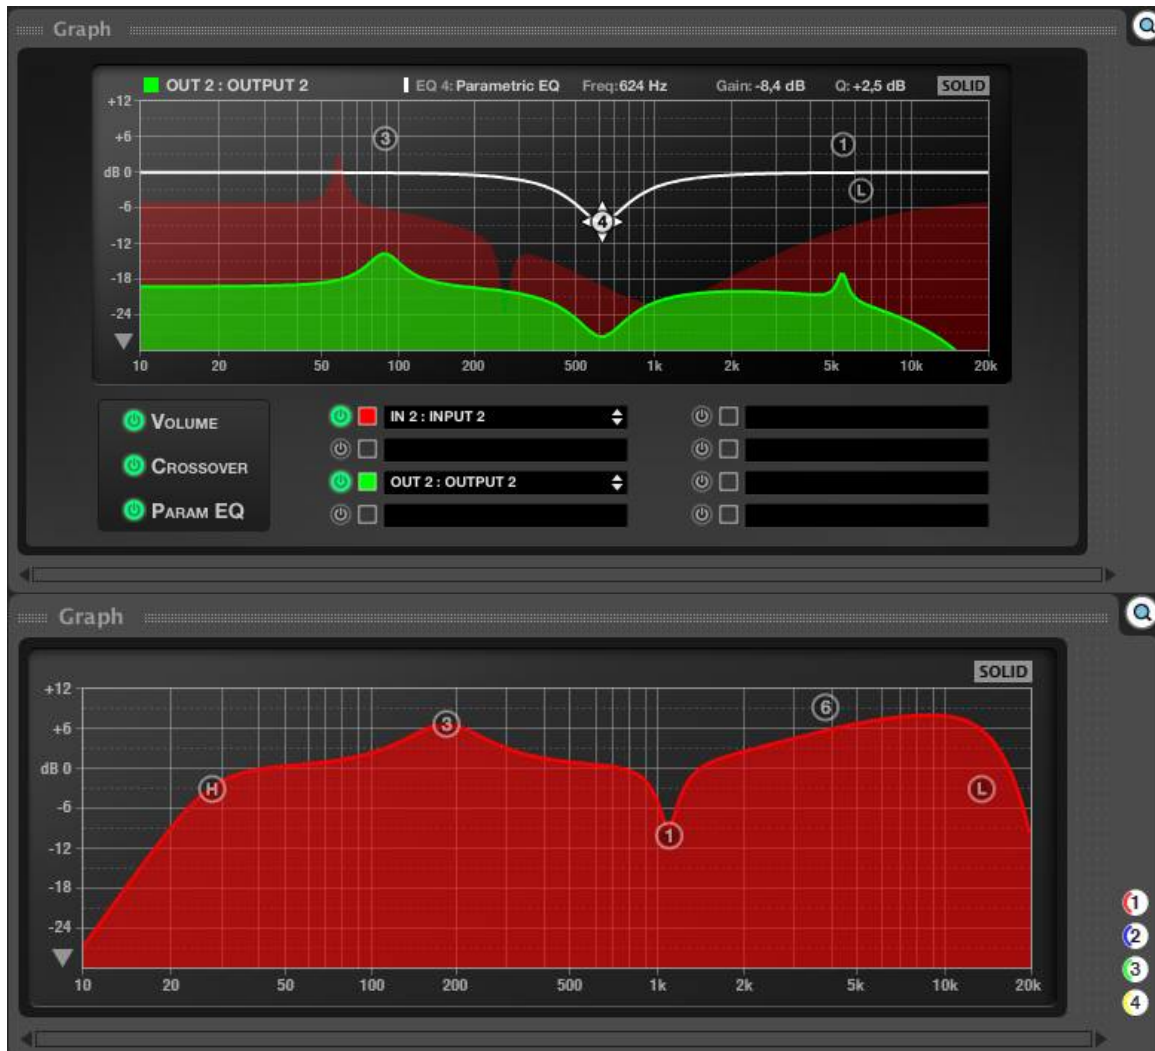 Graph
OUT 2 : OUTPUT 2 EQ 4: Parametric EQ Freq:624 Hz Gain: -8,4 dB Q: +2,5 dB SOLID
+12
+6
3
1
dB 0
L
-6
4
-12
-18
-24
10 20 50 100 200 500 1k 2k 5k 10k 20k
VOLUME
CROSSOVER
PARAM EQ
IN 2 : INPUT 2
OUT 2 : OUTPUT 2
Graph
SOLID
+12
6
+6
3
dB 0
H
L
-6
1
-12
-18
-24
10 20 50 100 200 500 1k 2k 5k 10k 20k
1
2
3
4